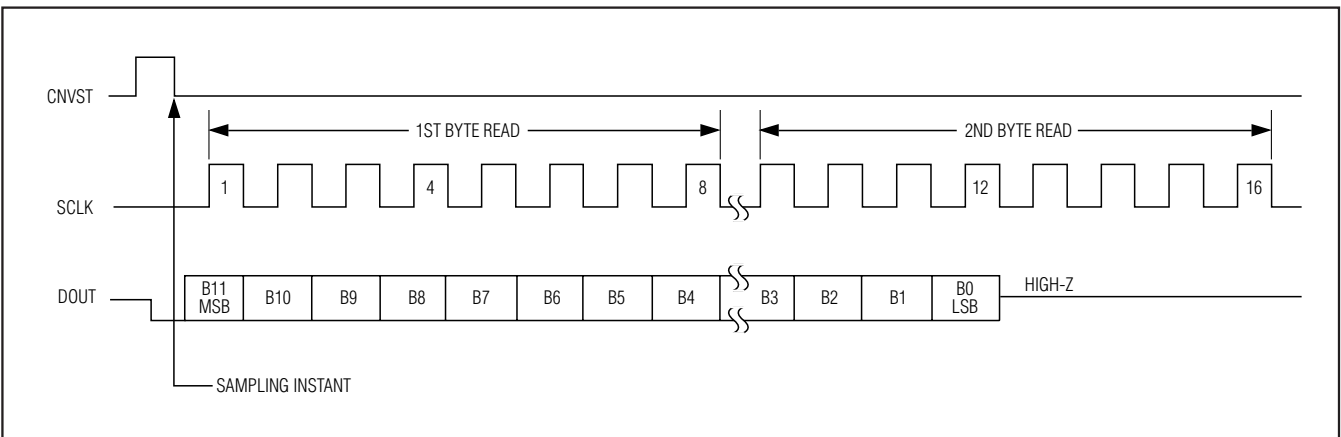 CNVST
1ST BYTE READ
2ND BYTE READ
SCLK
1
4
8
12
16
DOUT
B11
MSB
B10
B9
B8
B7
B6
B5
B4
B3
B2
B1
B0
LSB
HIGH-Z
SAMPLING INSTANT